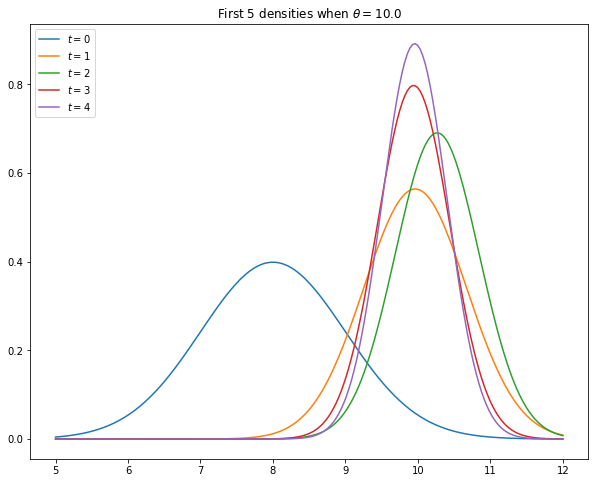 First 5 densities when θ = 10.0
t = 0
t = 1
t = 2
t = 3
t = 4
0.8
0.6
0.4
0.2
0.0
5 6 7 8 9 10 11 12